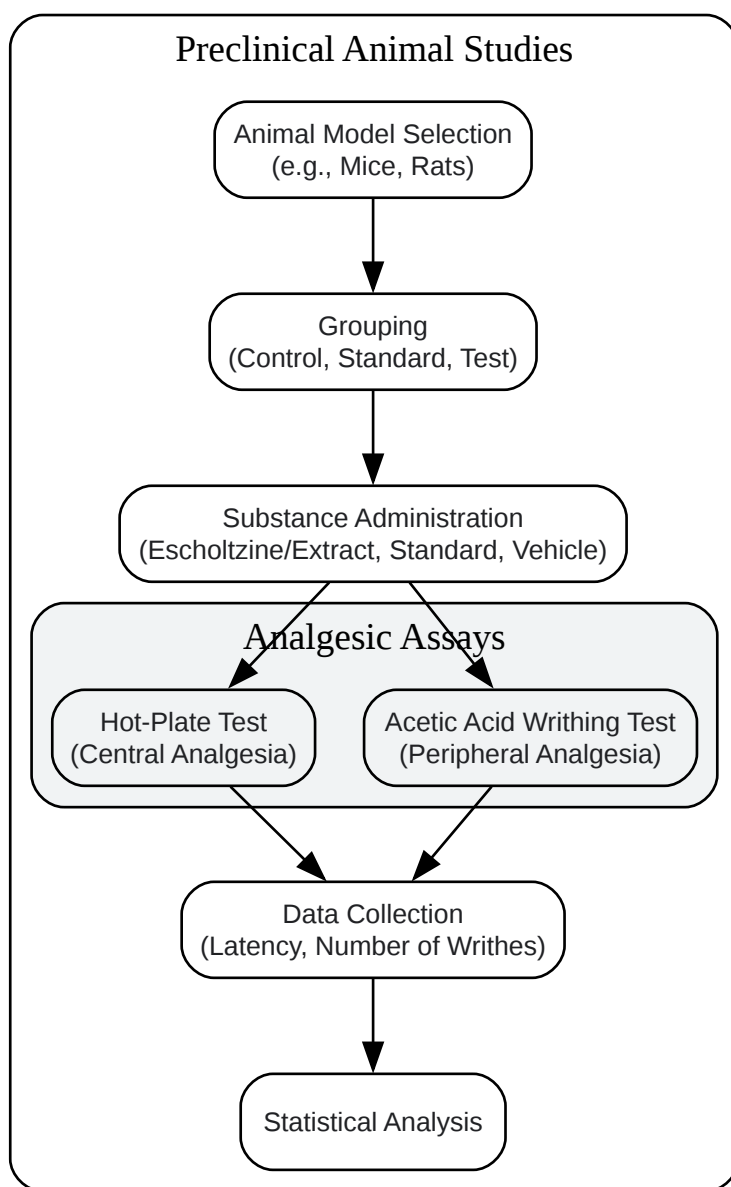 Preclinical Animal Studies
Animal Model Selection
(e.g., Mice, Rats)
Grouping
(Control, Standard, Test)
Substance Administration
(Escholtzine/Extract, Standard, Vehicle)
Analgesic Assays
Hot-Plate Test
(Central Analgesia)
Acetic Acid Writhing Test
(Peripheral Analgesia)
Data Collection
(Latency, Number of Writhes)
Statistical Analysis